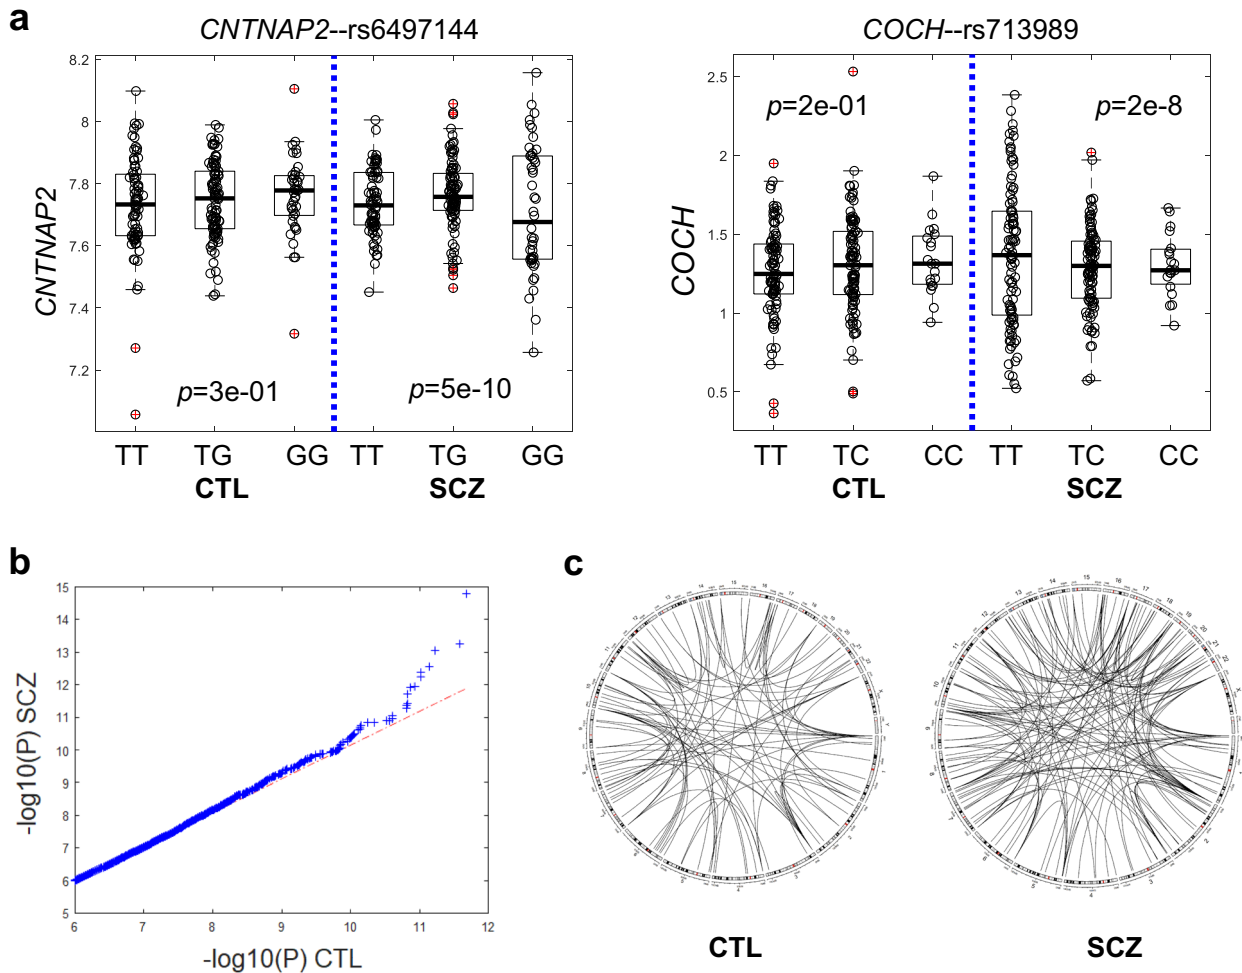 a
CNTNAP2--rs6497144
COCH--rs713989
8.2
8
7.8
7.6
7.4
7.2
CNTNAP2
p=3e-01
p=5e-10
TT TG GG TT TG GG
CTL SCZ
2.5
2
1.5
1
0.5
COCH
p=2e-01
p=2e-8
TT TC CC TT TC CC
CTL SCZ
b
15
14
13
12
11
10
9
8
7
6
5
-log10(P) SCZ
6 7 8 9 10 11 12
-log10(P) CTL
c
CTL
SCZ